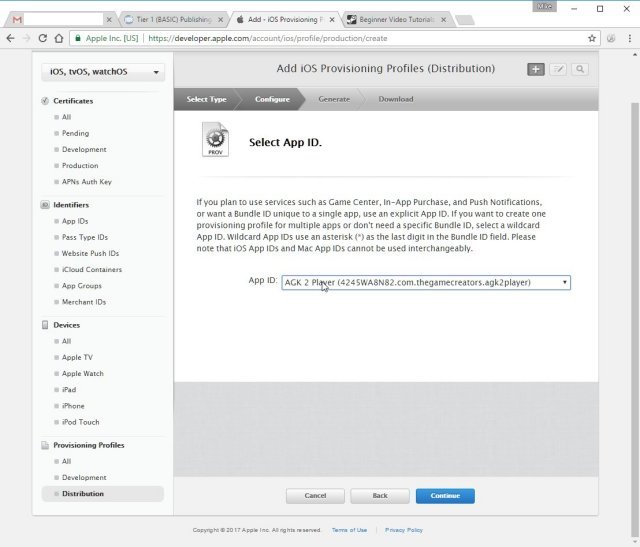 Mike
Tier 1 (BASIC) Publishing
Add - iOS Provisioning P
Beginner Video Tutorials
Apple Inc. [US]
https://developer.apple.com/account/ios/profile/production/create
iOS, tvOS, watchOS
Add iOS Provisioning Profiles (Distribution)
Select Type
Configure
Generate
Download
Certificates
All
Pending
Development
Production
APNs Auth Key
Identifiers
App IDs
Pass Type IDs
Website Push IDs
iCloud Containers
App Groups
Merchant IDs
Devices
All
Apple TV
Apple Watch
iPad
iPhone
iPod Touch
Provisioning Profiles
All
Development
Distribution
PROV
Select App ID.
If you plan to use services such as Game Center, In-App Purchase, and Push Notifications,
or want a Bundle ID unique to a single app, use an explicit App ID. If you want to create one
provisioning profile for multiple apps or don't need a specific Bundle ID, select a wildcard
App ID. Wildcard App IDs use an asterisk (*) as the last digit in the Bundle ID field. Please
note that iOS App IDs and Mac App IDs cannot be used interchangeably.
App ID:
AGK 2 Player (4245WA8N82.com.thegamecreators.agk2player)
Cancel
Back
Continue
Copyright © 2017 Apple Inc. All rights reserved.
Terms of Use
Privacy Policy